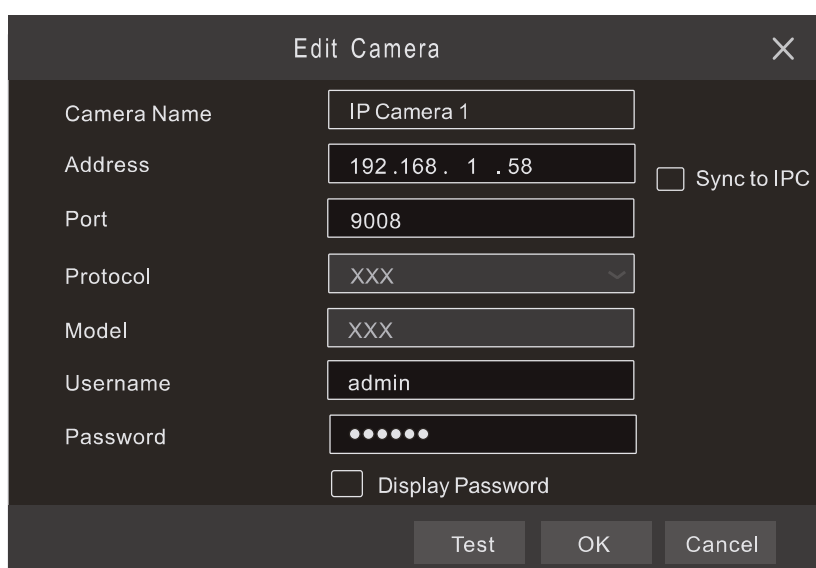 Edit Camera
Camera Name IP Camera 1
Address 192.168. 1 .58
Sync to IPC
Port 9008
Protocol XXX
Model XXX
Username admin
Password ●●●●●●
Display Password
Test OK Cancel